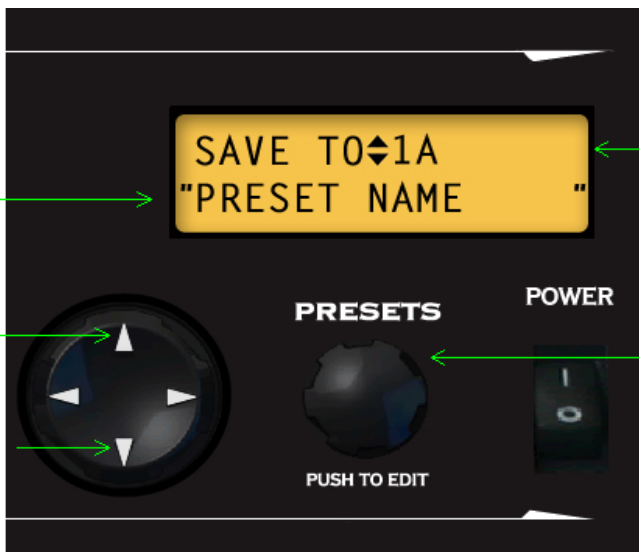 SAVE TO♦1A
"PRESET NAME "
PRESETS
POWER
PUSH TO EDIT
I
O